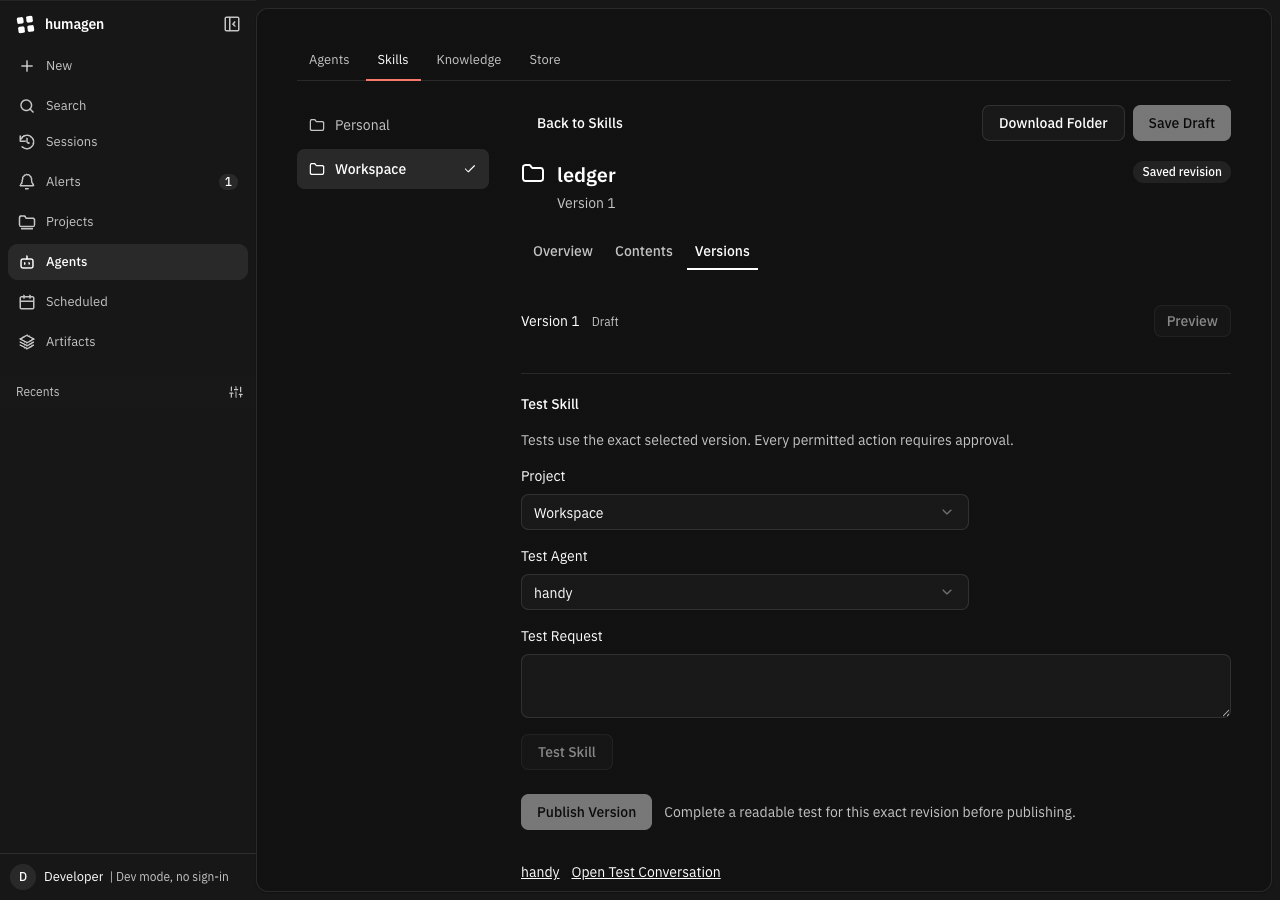 humagen
New
Search
Sessions
Alerts 1
Projects
Agents
Scheduled
Artifacts
Recents
D Developer | Dev mode, no sign-in
Agents Skills Knowledge Store
Personal
Workspace
Back to Skills Download Folder Save Draft
ledger Saved revision
Version 1
Overview Contents Versions
Version 1 Draft Preview
Test Skill
Tests use the exact selected version. Every permitted action requires approval.
Project
Workspace
Test Agent
handy
Test Request
Test Skill
Publish Version Complete a readable test for this exact revision before publishing.
handy Open Test Conversation